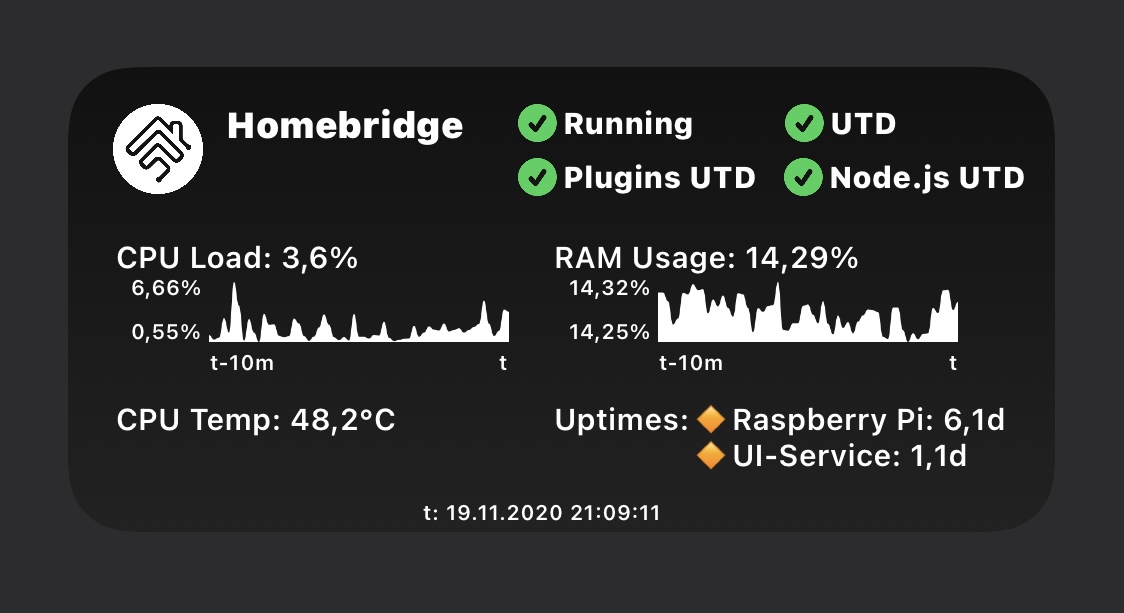 Homebridge
Running
UTD
Plugins UTD
Node.js UTD
CPU Load: 3,6%
6,66%
0,55%
t-10m
t
RAM Usage: 14,29%
14,32%
14,25%
t-10m
t
CPU Temp: 48,2°C
Uptimes: 🔶 Raspberry Pi: 6,1d
🔶 UI-Service: 1,1d
t: 19.11.2020 21:09:11